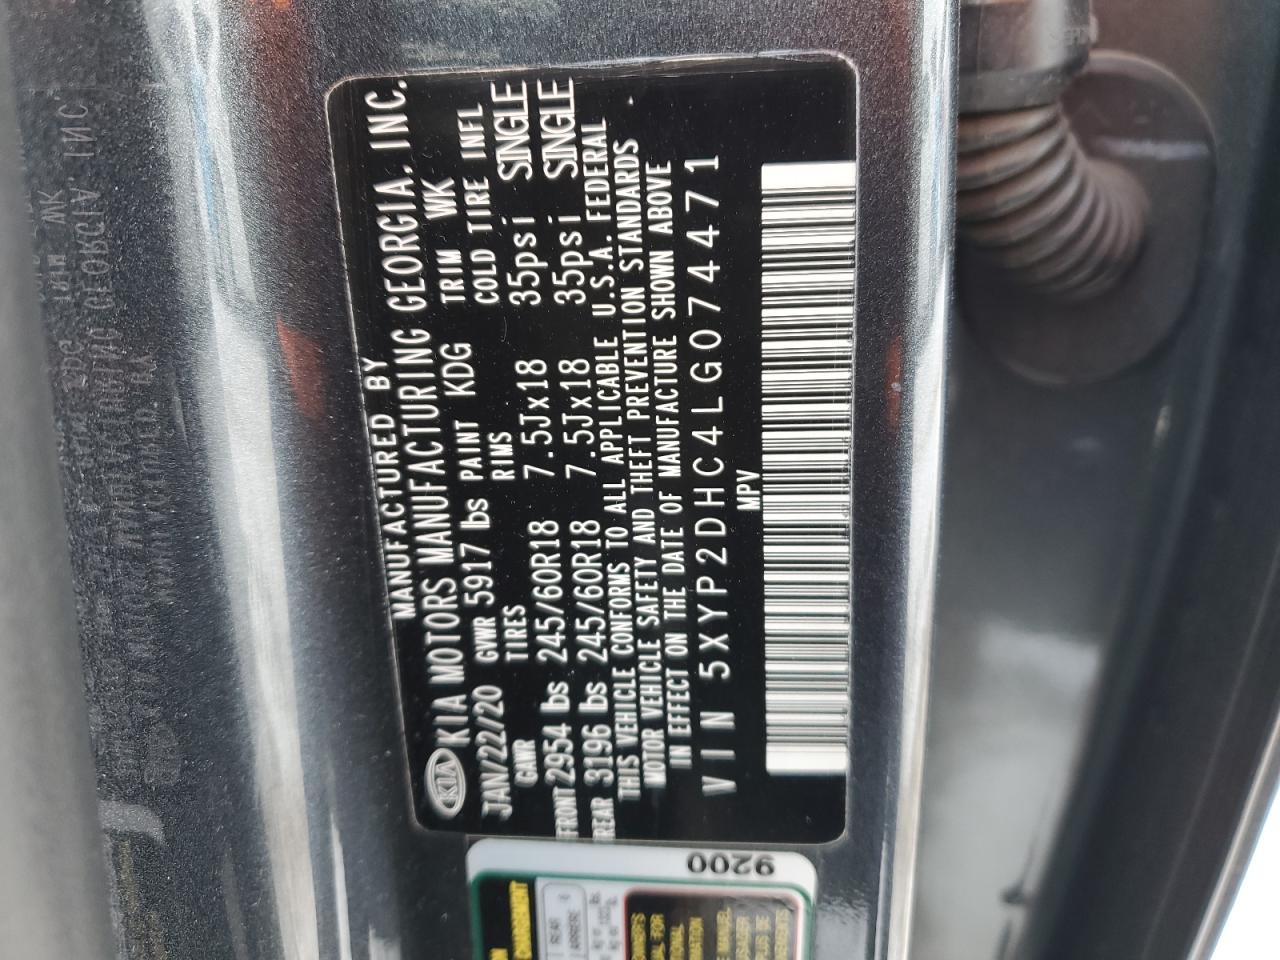 MANUFACTURED BY
KIA KIA MOTORS MANUFACTURING GEORGIA, INC.
JAN/22/20 GVWR 5917 lbs PAINT KDG TRIM WK
GAWR TIRES RIMS COLD TIRE INFL
FRONT 2954 lbs 245/60R18 7.5Jx18 35psi SINGLE
REAR 3196 lbs 245/60R18 7.5Jx18 35psi SINGLE
THIS VEHICLE CONFORMS TO ALL APPLICABLE U.S.A. FEDERAL
MOTOR VEHICLE SAFETY AND THEFT PREVENTION STANDARDS
IN EFFECT ON THE DATE OF MANUFACTURE SHOWN ABOVE.
VIN 5XYP2DHC4LG074471
MPV
9200
REAR